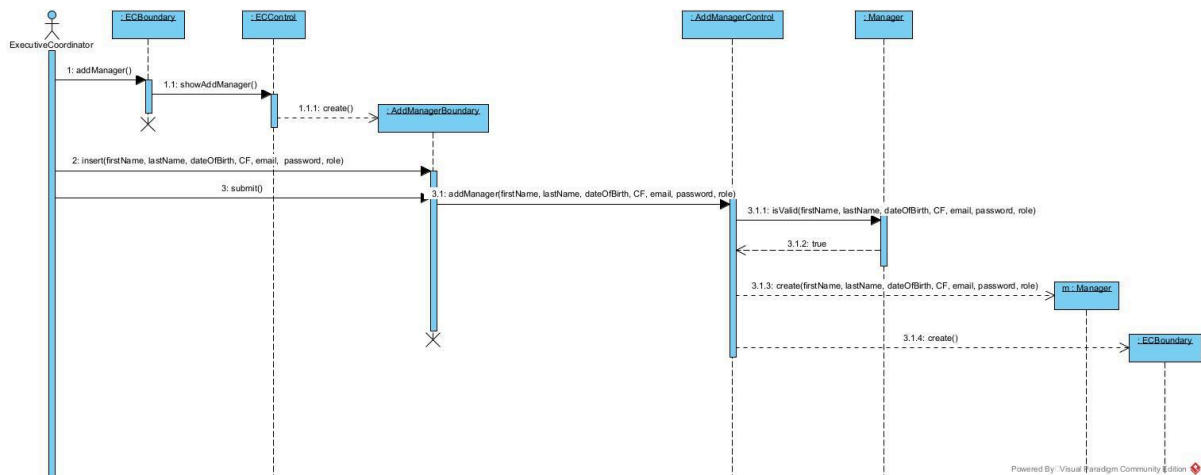 : ECBoundary
: ECControl
: AddManagerControl
: Manager
ExecutiveCoordinator
1: addManager()
1.1: showAddManager()
1.1.1: create()
: AddManagerBoundary
2: insert(firstName, lastName, dateOfBirth, CF, email, password, role)
3: submit()
3.1: addManager(firstName, lastName, dateOfBirth, CF, email, password, role)
3.1.1: isValid(firstName, lastName, dateOfBirth, CF, email, password, role)
3.1.2: true
3.1.3: create(firstName, lastName, dateOfBirth, CF, email, password, role)
m : Manager
3.1.4: create()
: ECBoundary
Powered By Visual Paradigm Community Edition